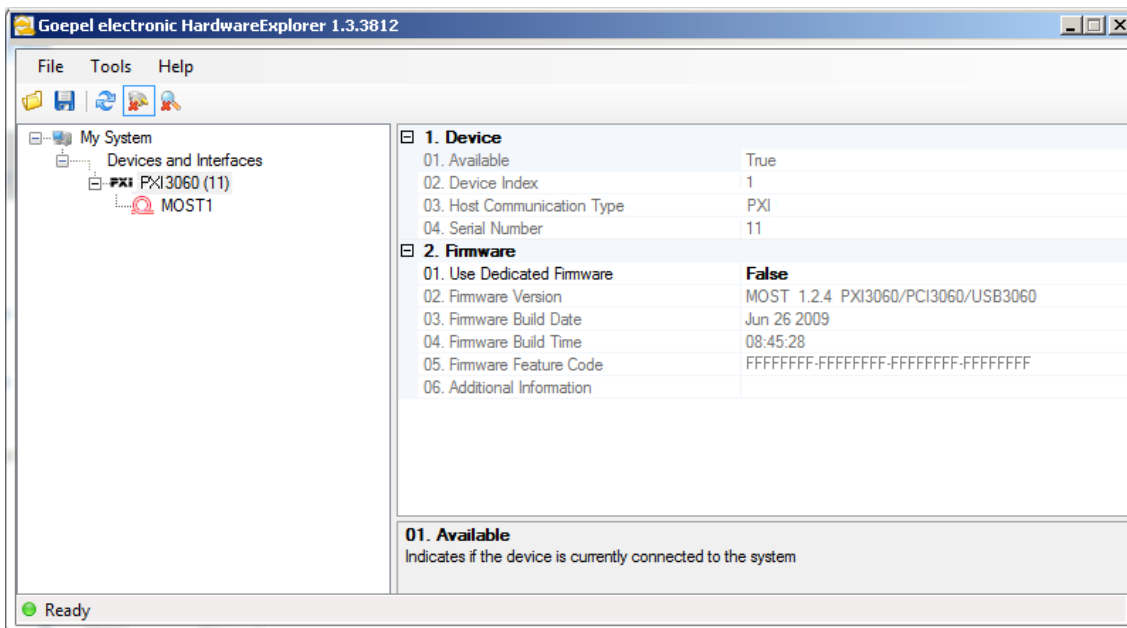 Goepel electronic HardwareExplorer 1.3.3812
File Tools Help
My System
Devices and Interfaces
PXI PXI3060 (11)
MOST1
1. Device
01. Available True
02. Device Index 1
03. Host Communication Type PXI
04. Serial Number 11
2. Firmware
01. Use Dedicated Firmware False
02. Firmware Version MOST 1.2.4 PXI3060/PCI3060/USB3060
03. Firmware Build Date Jun 26 2009
04. Firmware Build Time 08:45:28
05. Firmware Feature Code FFFFFFFF-FFFFFFFF-FFFFFFFF-FFFFFFFF
06. Additional Information
01. Available
Indicates if the device is currently connected to the system
Ready